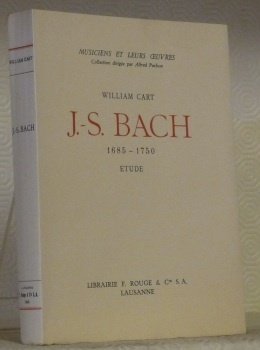 MUSICIENS ET LEURS ŒUVRES
Collection dirigée par Alfred Pochon
WILLIAM CART
J.-S. BACH
1685 – 1750
ETUDE
LIBRAIRIE F. ROUGE & Cie S. A.
LAUSANNE
WILLIAM CART
J.-S. BACH